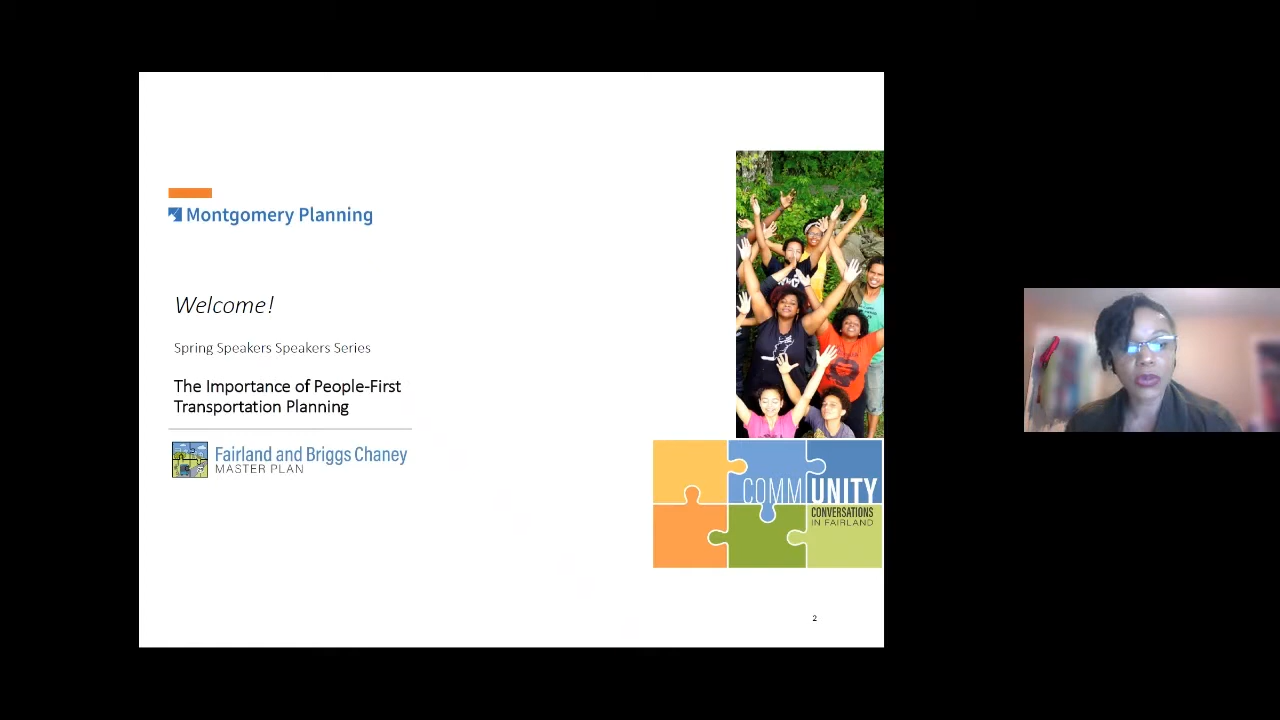 Montgomery Planning
Welcome!
Spring Speakers Speakers Series
The Importance of People-First
Transportation Planning
Fairland and Briggs Chaney
MASTER PLAN
COMMUNITY
CONVERSATIONS
IN FAIRLAND
2